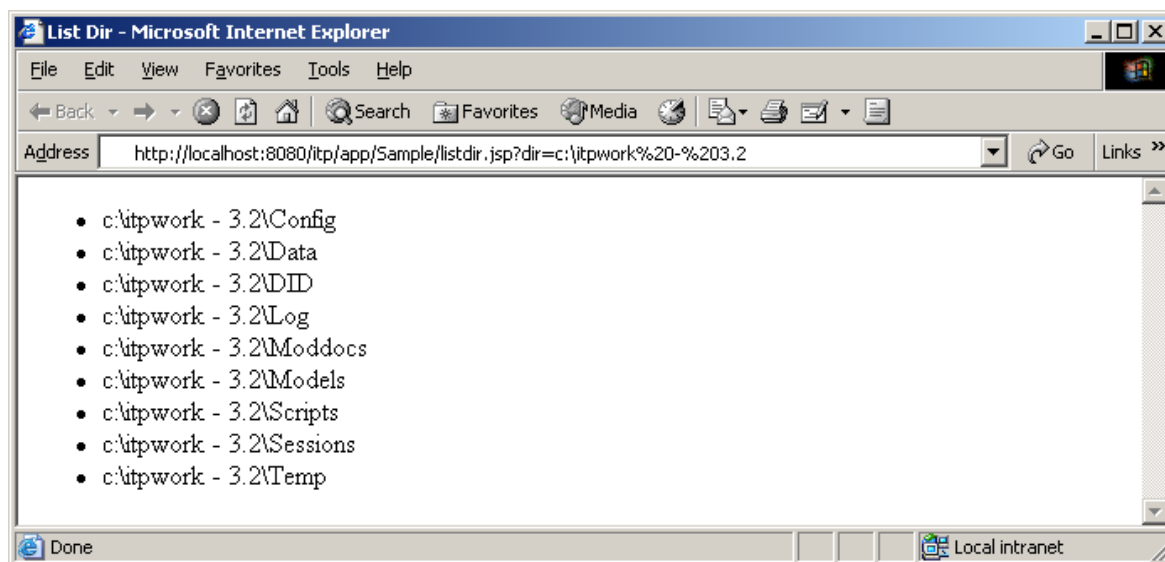 List Dir - Microsoft Internet Explorer
File Edit View Favorites Tools Help
Back Search Favorites Media
Address http://localhost:8080/itp/app/Sample/listdir.jsp?dir=c:\itpwork%20-%203.2 Go Links »
• c:\itpwork - 3.2\Config
• c:\itpwork - 3.2\Data
• c:\itpwork - 3.2\DID
• c:\itpwork - 3.2\Log
• c:\itpwork - 3.2\Moddocs
• c:\itpwork - 3.2\Models
• c:\itpwork - 3.2\Scripts
• c:\itpwork - 3.2\Sessions
• c:\itpwork - 3.2\Temp
Done Local intranet